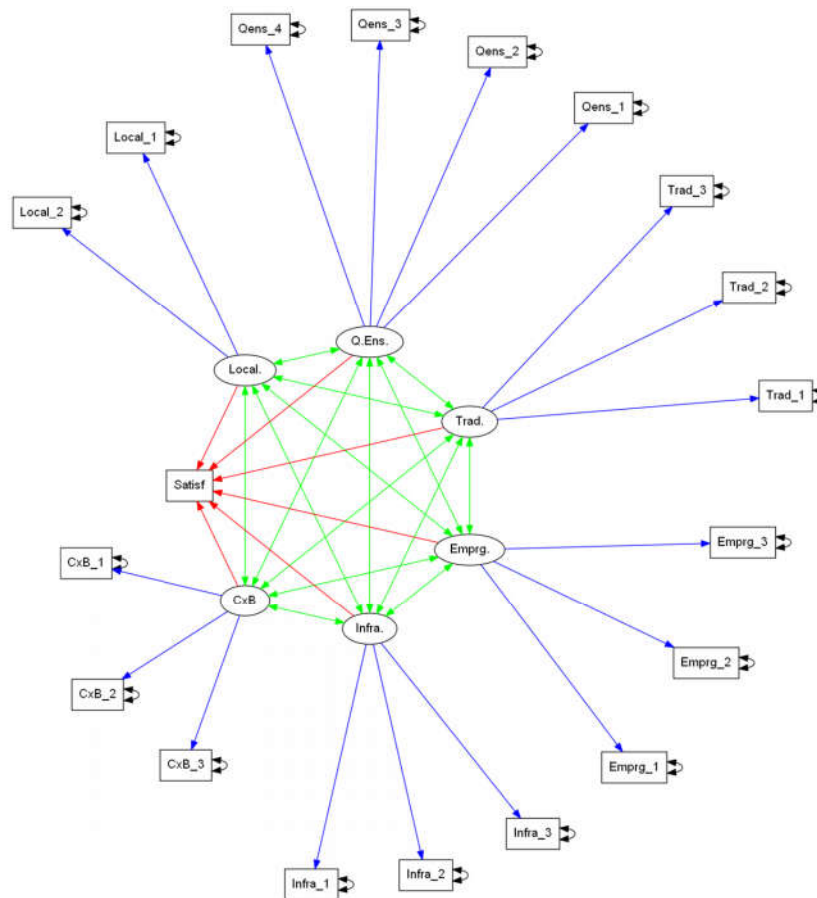 Qens_4
Qens_3
Qens_2
Qens_1
Local_1
Trad_3
Local_2
Trad_2
Q.Ens.
Local.
Trad_1
Trad.
Satisf
Emprg_3
Emprg.
CxB_1
CxB
Infra.
Emprg_2
CxB_2
CxB_3
Emprg_1
Infra_3
Infra_2
Infra_1